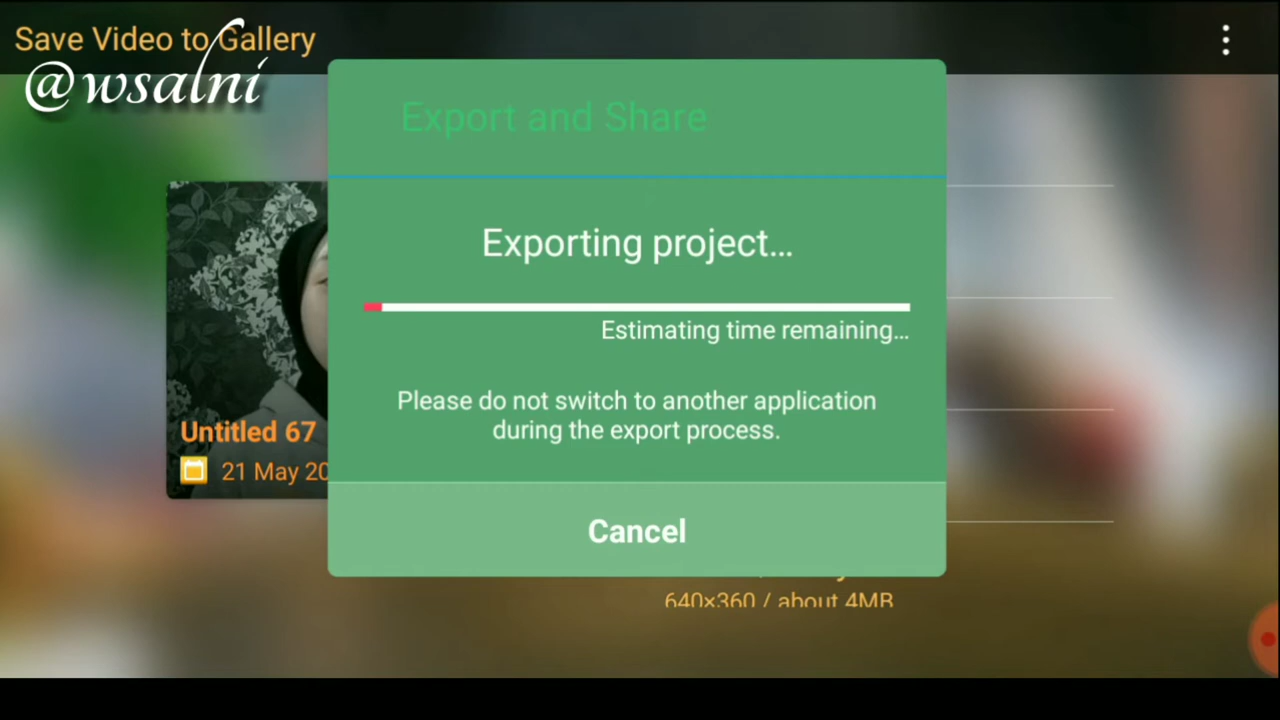 Save Video to Gallery
@wsalni
Export and Share
Exporting project...
Estimating time remaining...
Please do not switch to another application
during the export process.
Untitled 67
21 May 20
Cancel
640x360 / about 4MB